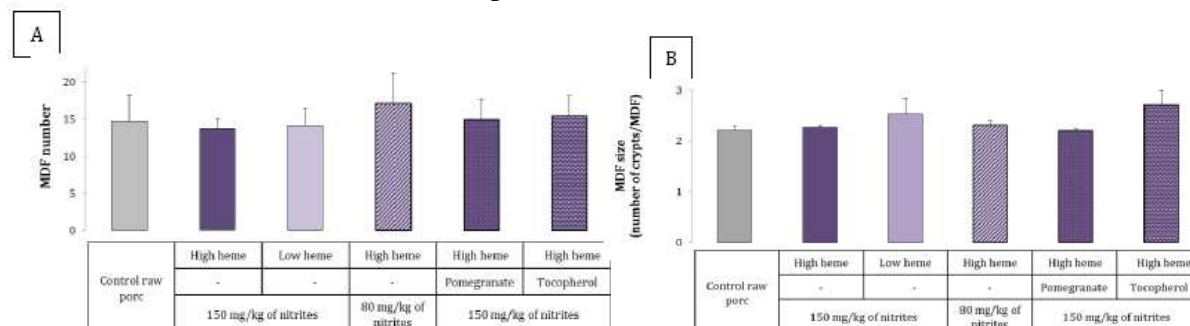 A
MDF number
20
15
10
5
0
Control raw
porc
High heme
Low heme
High heme
High heme
High heme
-
-
-
Pomegranate
Tocopherol
150 mg/kg of nitrites
80 mg/kg of
nitrites
150 mg/kg of nitrites
B
MDF size
(number of crypts/MDF)
3
2
1
0
Control raw
porc
High heme
Low heme
High heme
High heme
High heme
-
-
-
Pomegranate
Tocopherol
150 mg/kg of nitrites
80 mg/kg of
nitrites
150 mg/kg of nitrites